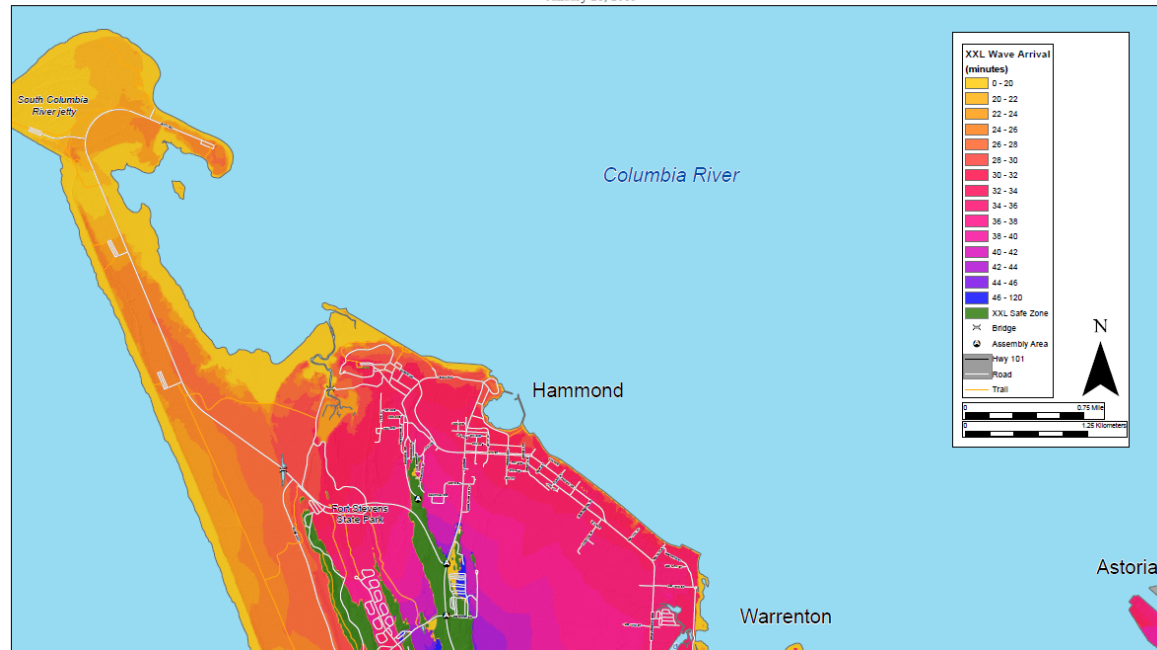 South Columbia
River jetty
Columbia River
Hammond
Fort Stevens
State Park
Warrenton
Astoria
XXL Wave Arrival
(minutes)
0 - 20
20 - 22
22 - 24
24 - 26
26 - 28
28 - 30
30 - 32
32 - 34
34 - 36
36 - 38
38 - 40
40 - 42
42 - 44
44 - 46
46 - 120
XXL Safe Zone
Bridge
A Assembly Area
Hwy 101
Road
Trail
N
0 0.75 Mile
0 1.25 Kilometers
A
A
A